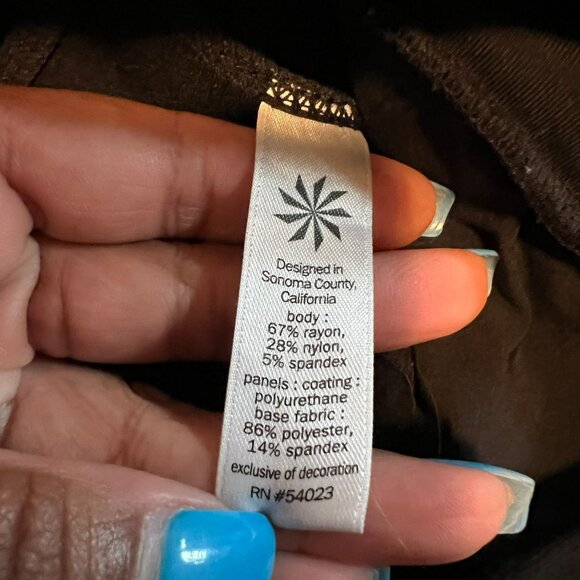 Designed in
Sonoma County,
California
body :
67% rayon,
28% nylon,
5% spandex
panels : coating :
polyurethane
base fabric :
86% polyester,
14% spandex
exclusive of decoration
RN #54023